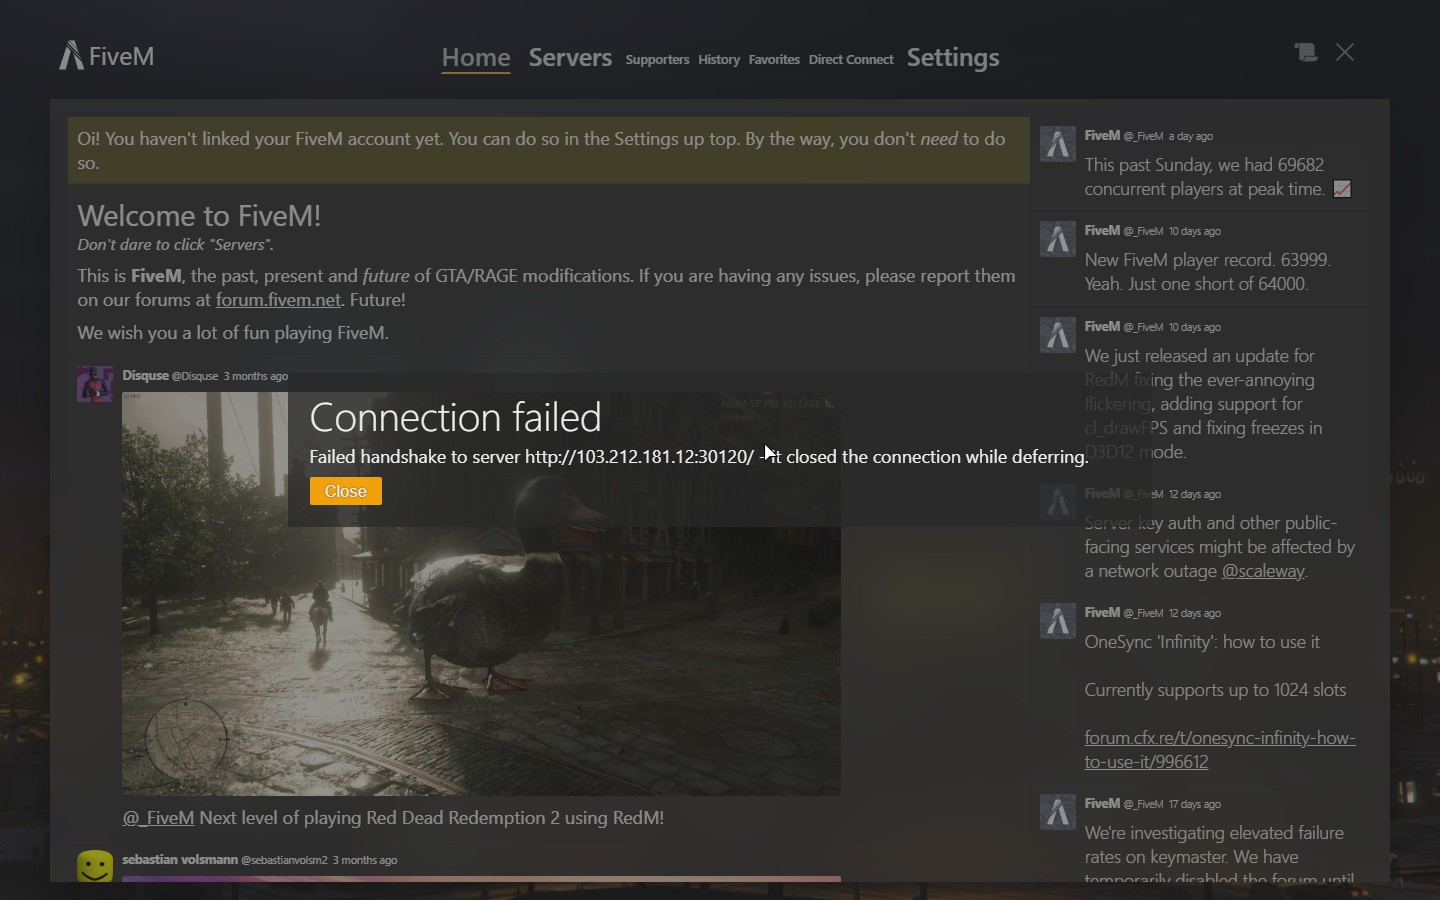 FiveM
Home Servers Supporters History Favorites Direct Connect Settings
Oi! You haven't linked your FiveM account yet. You can do so in the Settings up top. By the way, you don't need to do
so.
Welcome to FiveM!
Don't dare to click "Servers".
This is FiveM, the past, present and future of GTA/RAGE modifications. If you are having any issues, please report them
on our forums at forum.fivem.net. Future!
We wish you a lot of fun playing FiveM.
Disquse @Disquse 3 months ago
Connection failed
Failed handshake to server http://103.212.181.12:30120/ - it closed the connection while deferring.
Close
@_FiveM Next level of playing Red Dead Redemption 2 using RedM!
sebastian volsmann @sebastianvolsm2 3 months ago
FiveM @_FiveM a day ago
This past Sunday, we had 69682
concurrent players at peak time. 📈
FiveM @_FiveM 10 days ago
New FiveM player record. 63999.
Yeah. Just one short of 64000.
FiveM @_FiveM 10 days ago
We just released an update for
RedM fixing the ever-annoying
flickering, adding support for
cl_drawFPS and fixing freezes in
D3D12 mode.
FiveM @_FiveM 12 days ago
Server key auth and other public-
facing services might be affected by
a network outage @scaleway.
FiveM @_FiveM 12 days ago
OneSync 'Infinity': how to use it
Currently supports up to 1024 slots
forum.cfx.re/t/onesync-infinity-how-
to-use-it/996612
FiveM @_FiveM 17 days ago
We're investigating elevated failure
rates on keymaster. We have
temporarily disabled the forum until